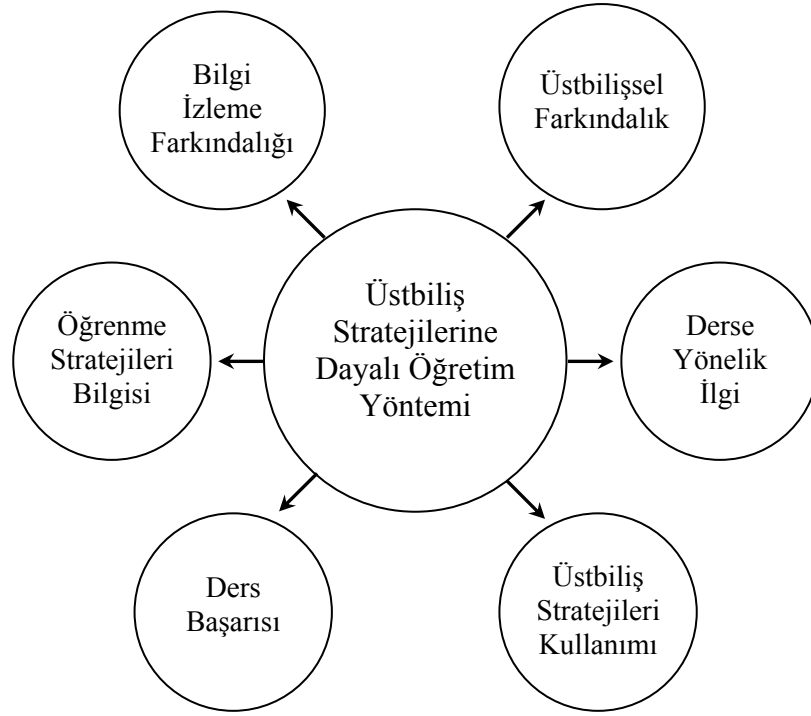 Bilgi
İzleme
Farkındalığı
Üstbilişsel
Farkındalık
Öğrenme
Stratejileri
Bilgisi
Üstbiliş
Stratejilerine
Dayalı Öğretim
Yöntemi
Derse
Yönelik
İlgi
Ders
Başarısı
Üstbiliş
Stratejileri
Kullanımı